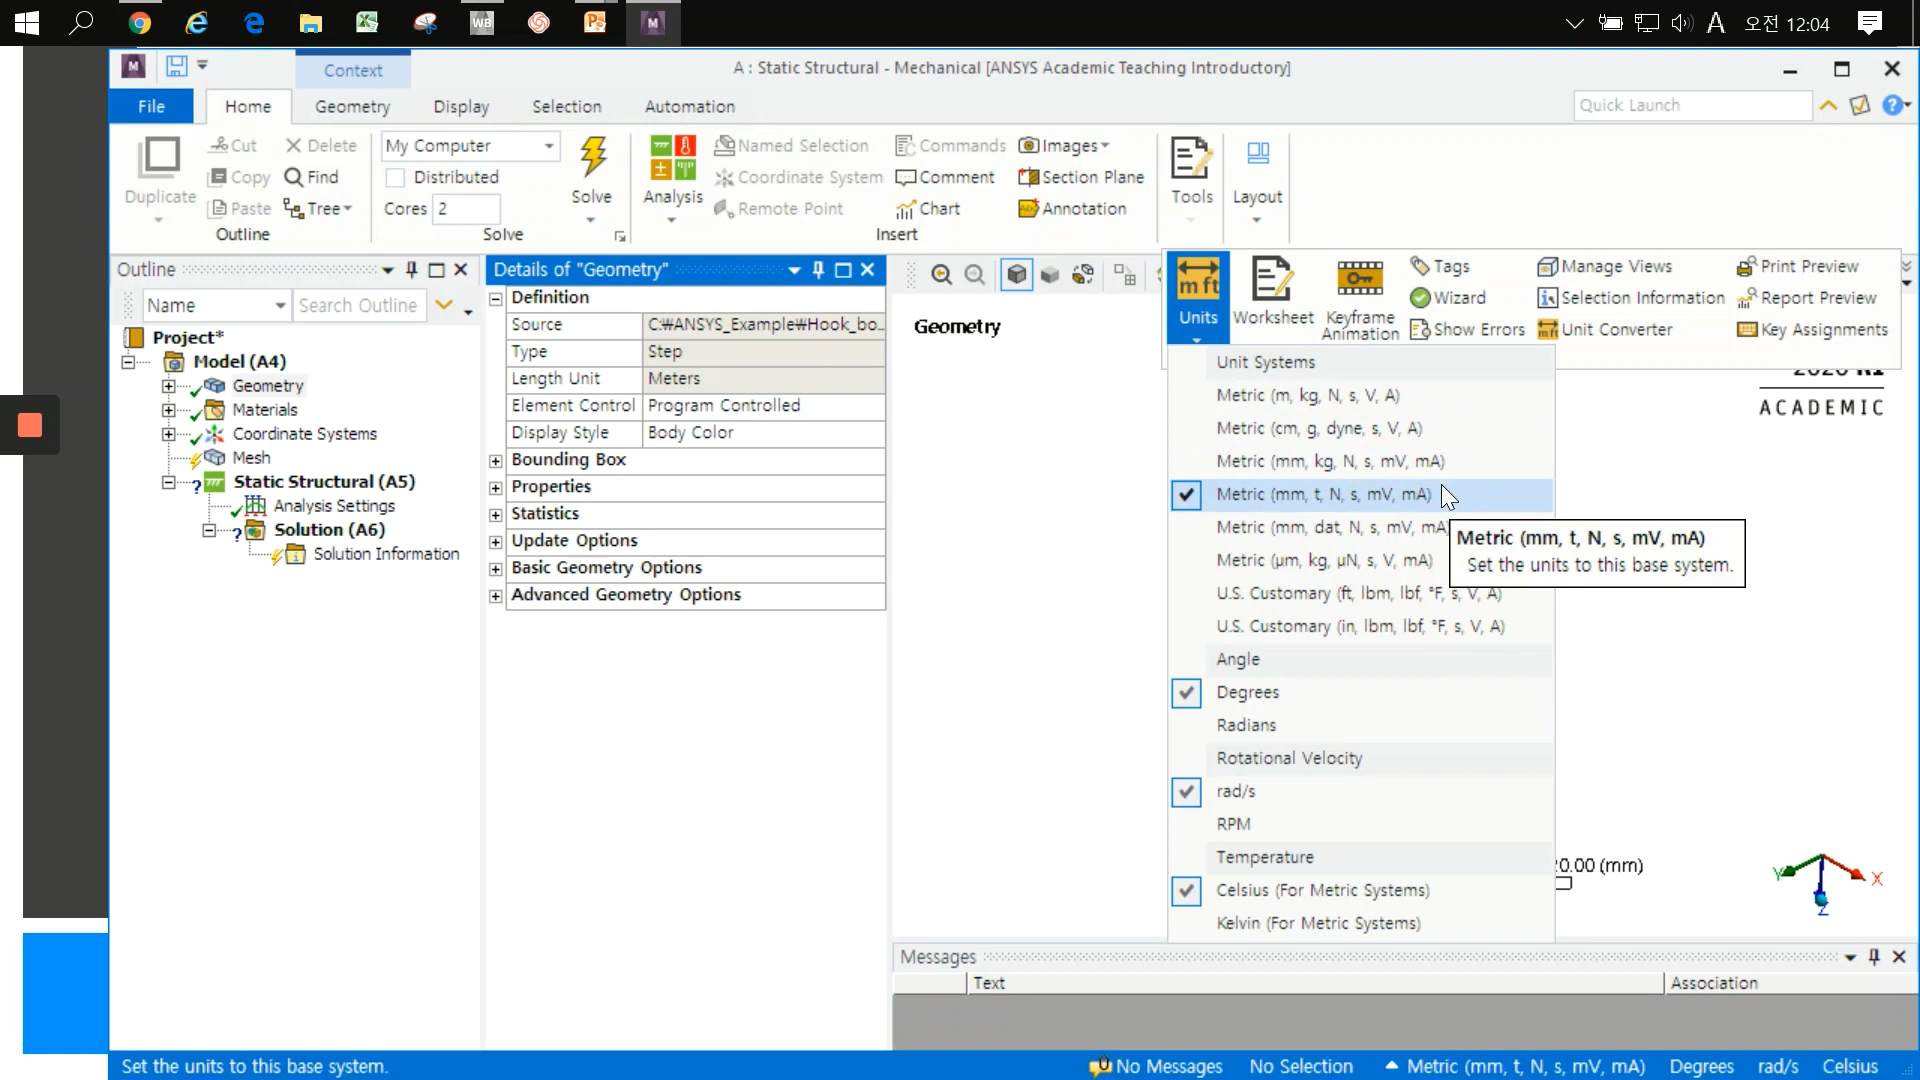 WB
M
A
오전 12:04
M
Context
A : Static Structural - Mechanical [ANSYS Academic Teaching Introductory]
File
Home
Geometry
Display
Selection
Automation
Quick Launch
Duplicate
Cut
Copy
Paste
Delete
Find
Tree
Outline
My Computer
Distributed
Cores 2
Solve
Solve
Analysis
Named Selection
Coordinate System
Remote Point
Commands
Comment
Chart
Images
Section Plane
Annotation
Insert
Tools
Layout
Outline
Name
Search Outline
Project*
Model (A4)
Geometry
Materials
Coordinate Systems
Mesh
Static Structural (A5)
Analysis Settings
Solution (A6)
Solution Information
Details of "Geometry"
Definition
Source C:₩ANSYS_Example₩Hook_bo...
Type Step
Length Unit Meters
Element Control Program Controlled
Display Style Body Color
Bounding Box
Properties
Statistics
Update Options
Basic Geometry Options
Advanced Geometry Options
Geometry
m ft
Units
Worksheet
Keyframe
Animation
Tags
Wizard
Show Errors
Manage Views
Selection Information
Unit Converter
Print Preview
Report Preview
Key Assignments
2020 R1
ACADEMIC
Unit Systems
Metric (m, kg, N, s, V, A)
Metric (cm, g, dyne, s, V, A)
Metric (mm, kg, N, s, mV, mA)
Metric (mm, t, N, s, mV, mA)
Metric (mm, dat, N, s, mV, mA)
Metric (µm, kg, µN, s, V, mA)
U.S. Customary (ft, lbm, lbf, °F, s, V, A)
U.S. Customary (in, lbm, lbf, °F, s, V, A)
Angle
Degrees
Radians
Rotational Velocity
rad/s
RPM
Temperature
Celsius (For Metric Systems)
Kelvin (For Metric Systems)
Metric (mm, t, N, s, mV, mA)
Set the units to this base system.
0.00 (mm)
Y
X
Z
Messages
Text
Association
Set the units to this base system.
No Messages
No Selection
Metric (mm, t, N, s, mV, mA)
Degrees
rad/s
Celsius